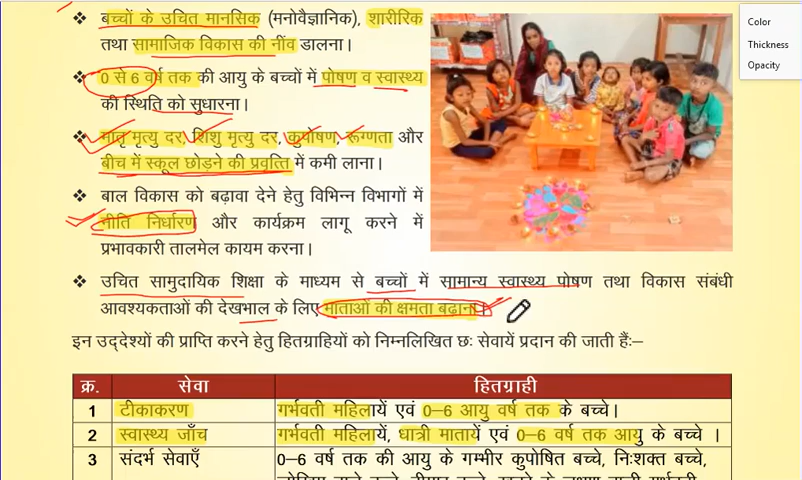 ❖ बच्चों के उचित मानसिक (मनोवैज्ञानिक), शारीरिक
तथा सामाजिक विकास की नींव डालना।
❖ 0 से 6 वर्ष तक की आयु के बच्चों में पोषण व स्वास्थ्य
की स्थिति को सुधारना।
❖ मातृ मृत्यु दर, शिशु मृत्यु दर, कुपोषण, रूग्णता और
बीच में स्कूल छोड़ने की प्रवृत्ति में कमी लाना।
❖ बाल विकास को बढ़ावा देने हेतु विभिन्न विभागों में
नीति निर्धारण और कार्यक्रम लागू करने में
प्रभावकारी तालमेल कायम करना।
❖ उचित सामुदायिक शिक्षा के माध्यम से बच्चों में सामान्य स्वास्थ्य पोषण तथा विकास संबंधी
आवश्यकताओं की देखभाल के लिए माताओं की क्षमता बढ़ाना।
इन उद्देश्यों की प्राप्ति करने हेतु हितग्राहियों को निम्नलिखित छः सेवायें प्रदान की जाती हैः–
क्र. सेवा हितग्राही
1 टीकाकरण गर्भवती महिलायें एवं 0–6 आयु वर्ष तक के बच्चे।
2 स्वास्थ्य जाँच गर्भवती महिलायें, धात्री मातायें एवं 0–6 वर्ष तक आयु के बच्चे ।
3 संदर्भ सेवाएँ 0–6 वर्ष तक की आयु के गम्भीर कुपोषित बच्चे, निःशक्त बच्चे,
Color
Thickness
Opacity